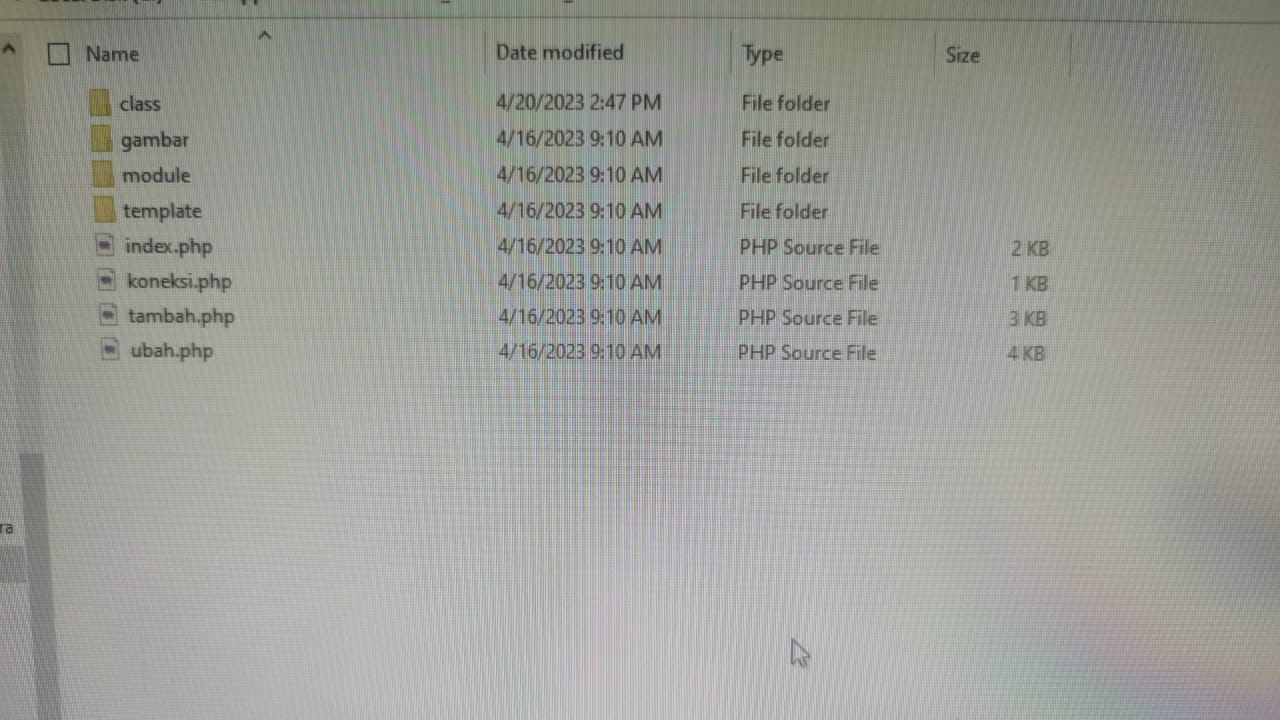 Name Date modified Type Size
class 4/20/2023 2:47 PM File folder
gambar 4/16/2023 9:10 AM File folder
module 4/16/2023 9:10 AM File folder
template 4/16/2023 9:10 AM File folder
index.php 4/16/2023 9:10 AM PHP Source File 2 KB
koneksi.php 4/16/2023 9:10 AM PHP Source File 1 KB
tambah.php 4/16/2023 9:10 AM PHP Source File 3 KB
ubah.php 4/16/2023 9:10 AM PHP Source File 4 KB
ra